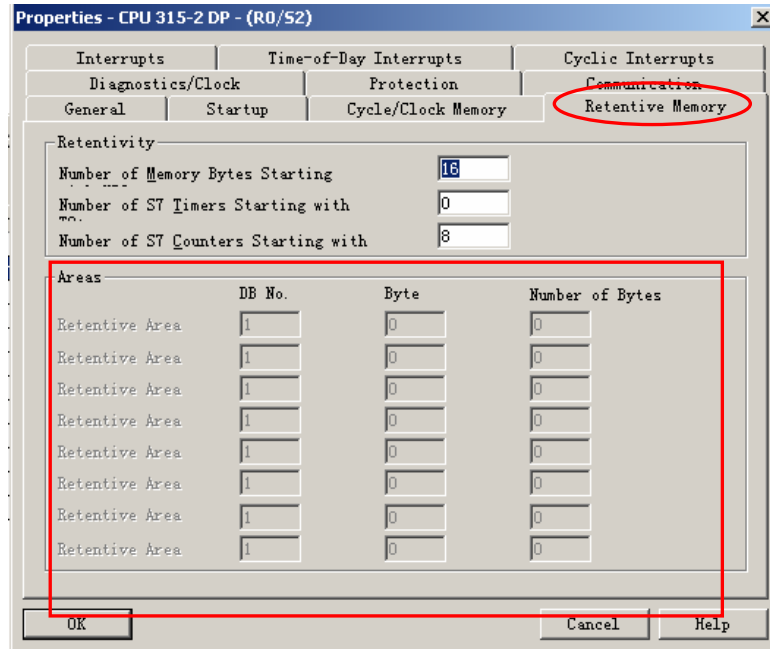 Properties - CPU 315-2 DP - (R0/S2)
Interrupts Time-of-Day Interrupts Cyclic Interrupts
Diagnostics/Clock Protection Communication
General Startup Cycle/Clock Memory Retentive Memory
Retentivity
Number of Memory Bytes Starting 16
Number of S7 Timers Starting with 0
Number of S7 Counters Starting with 8
Areas
DB No. Byte Number of Bytes
Retentive Area 1 0 0
Retentive Area 1 0 0
Retentive Area 1 0 0
Retentive Area 1 0 0
Retentive Area 1 0 0
Retentive Area 1 0 0
Retentive Area 1 0 0
Retentive Area 1 0 0
OK Cancel Help